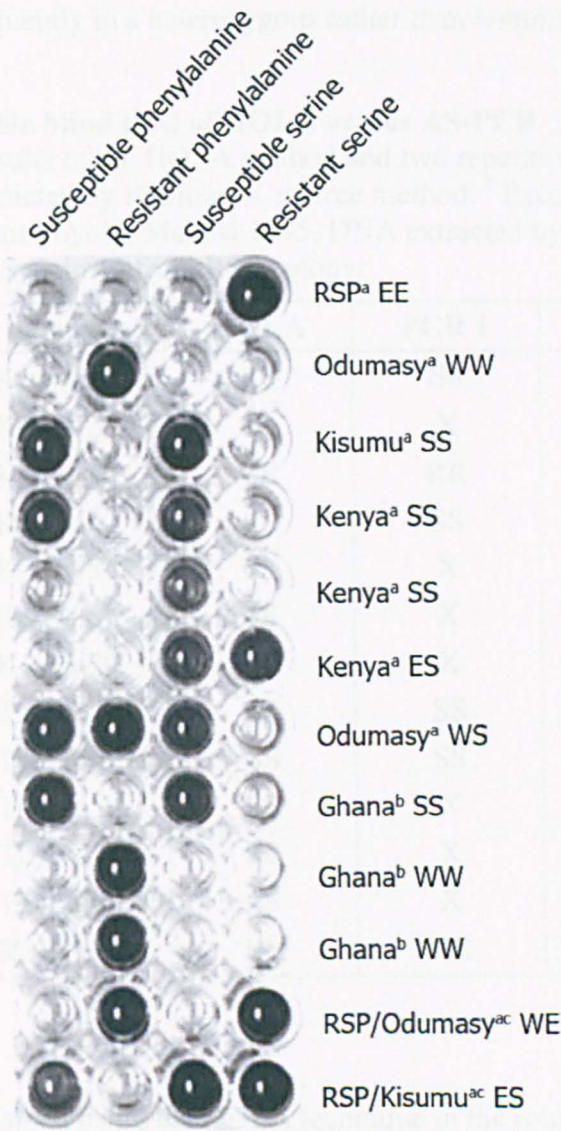 Susceptible phenylalanine
Resistant phenylalanine
Susceptible serine
Resistant serine
RSPᵃ EE
Odumasyᵃ WW
Kisumuᵃ SS
Kenyaᵃ SS
Kenyaᵃ SS
Kenyaᵃ ES
Odumasyᵃ WS
Ghanaᵇ SS
Ghanaᵇ WW
Ghanaᵇ WW
RSP/Odumasyᵃᶜ WE
RSP/Kisumuᵃᶜ ES